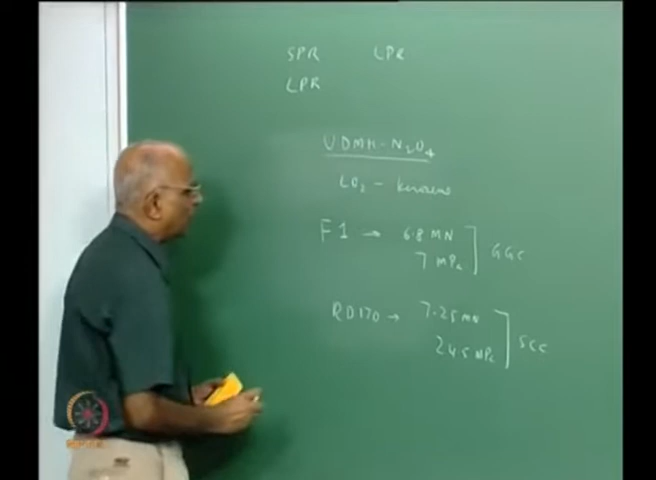 SPR LPR
LPR
UDMH - N2O4
LO2 - kerosene
F1 → 6.8 MN
7 MPa
GGC
RD170 → 7.25 MN
24.5 MPa
SCC